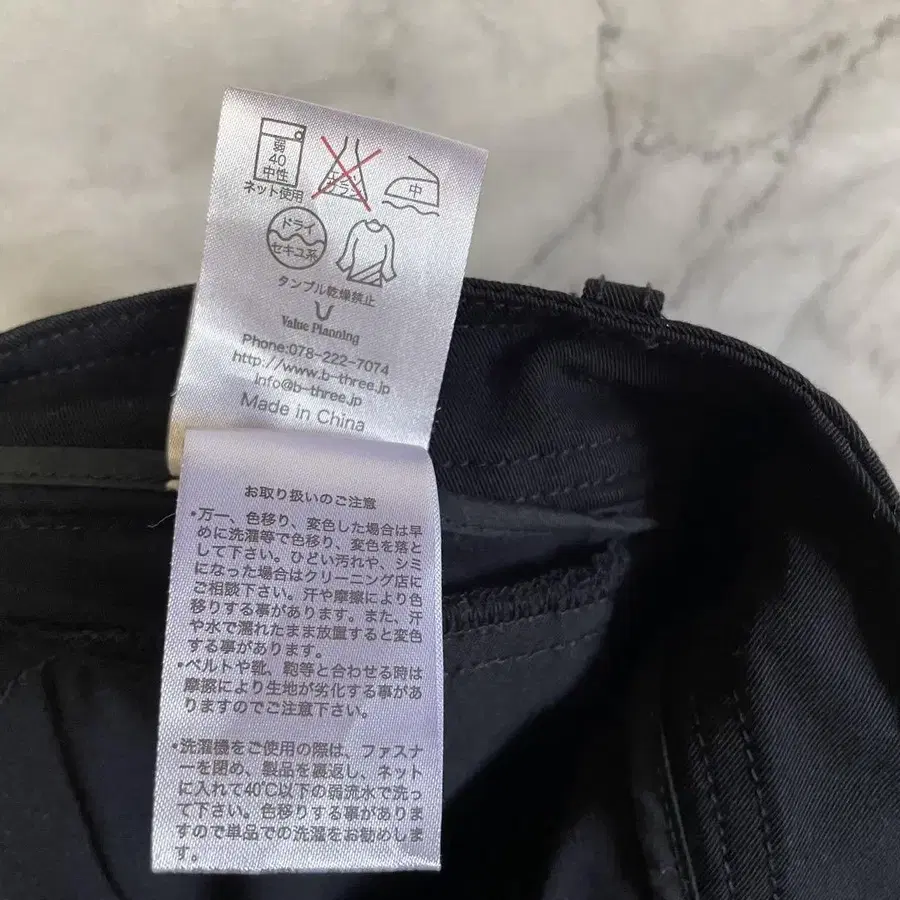 弱
40
中性
ネット使用
エンソ
サラシ
中
ドライ
セキユ系
タンブル乾燥禁止
Value Planning
Phone:078-222-7074
http://www.b-three.jp
info@b-three.jp
Made in China
お取り扱いのご注意
•万一、色移り、変色した場合は早
めに洗濯等で色移り、変色を落と
して下さい。ひどい汚れや、シミ
になった場合はクリーニング店に
ご相談下さい。汗や摩擦により色
移りする事があります。また、汗
や水で濡れたまま放置すると変色
する事があります。
•ベルトや靴、鞄等と合わせる時は
摩擦により生地が劣化する事があ
りますのでご注意下さい。
•洗濯機をご使用の際は、ファスナ
ーを閉め、製品を裏返し、ネット
に入れて40℃以下の弱流水で洗っ
て下さい。色移りする事がありま
すので単品での洗濯をお勧めしま
す。